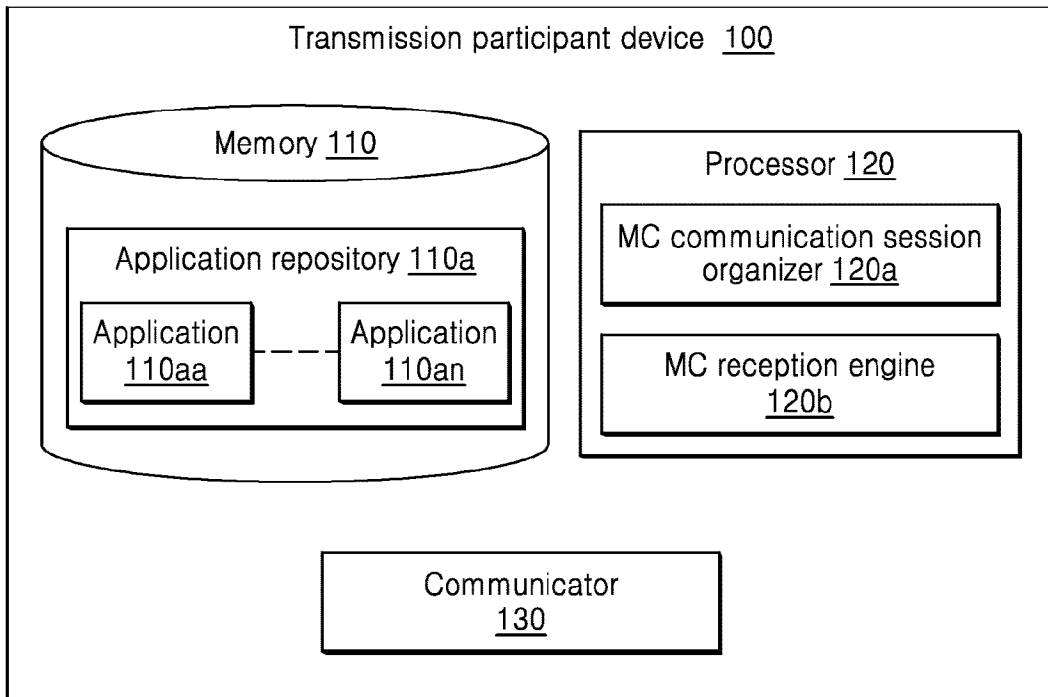 Transmission participant device 100
Memory 110
Application repository 110a
Application
110aa
Application
110an
Processor 120
MC communication session
organizer 120a
MC reception engine
120b
Communicator
130